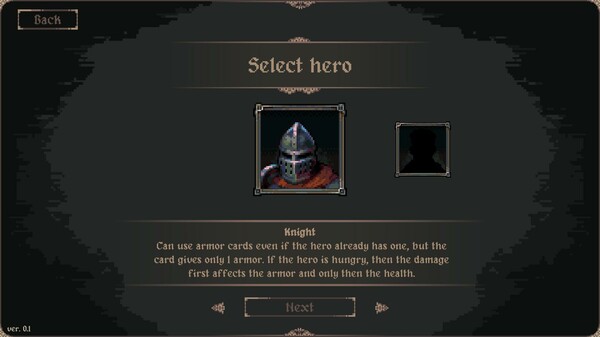 Back
Select hero
Knight
Can use armor cards even if the hero already has one, but the
card gives only 1 armor. If the hero is hungry, then the damage
first affects the armor and only then the health.
Next
ver. 0.1